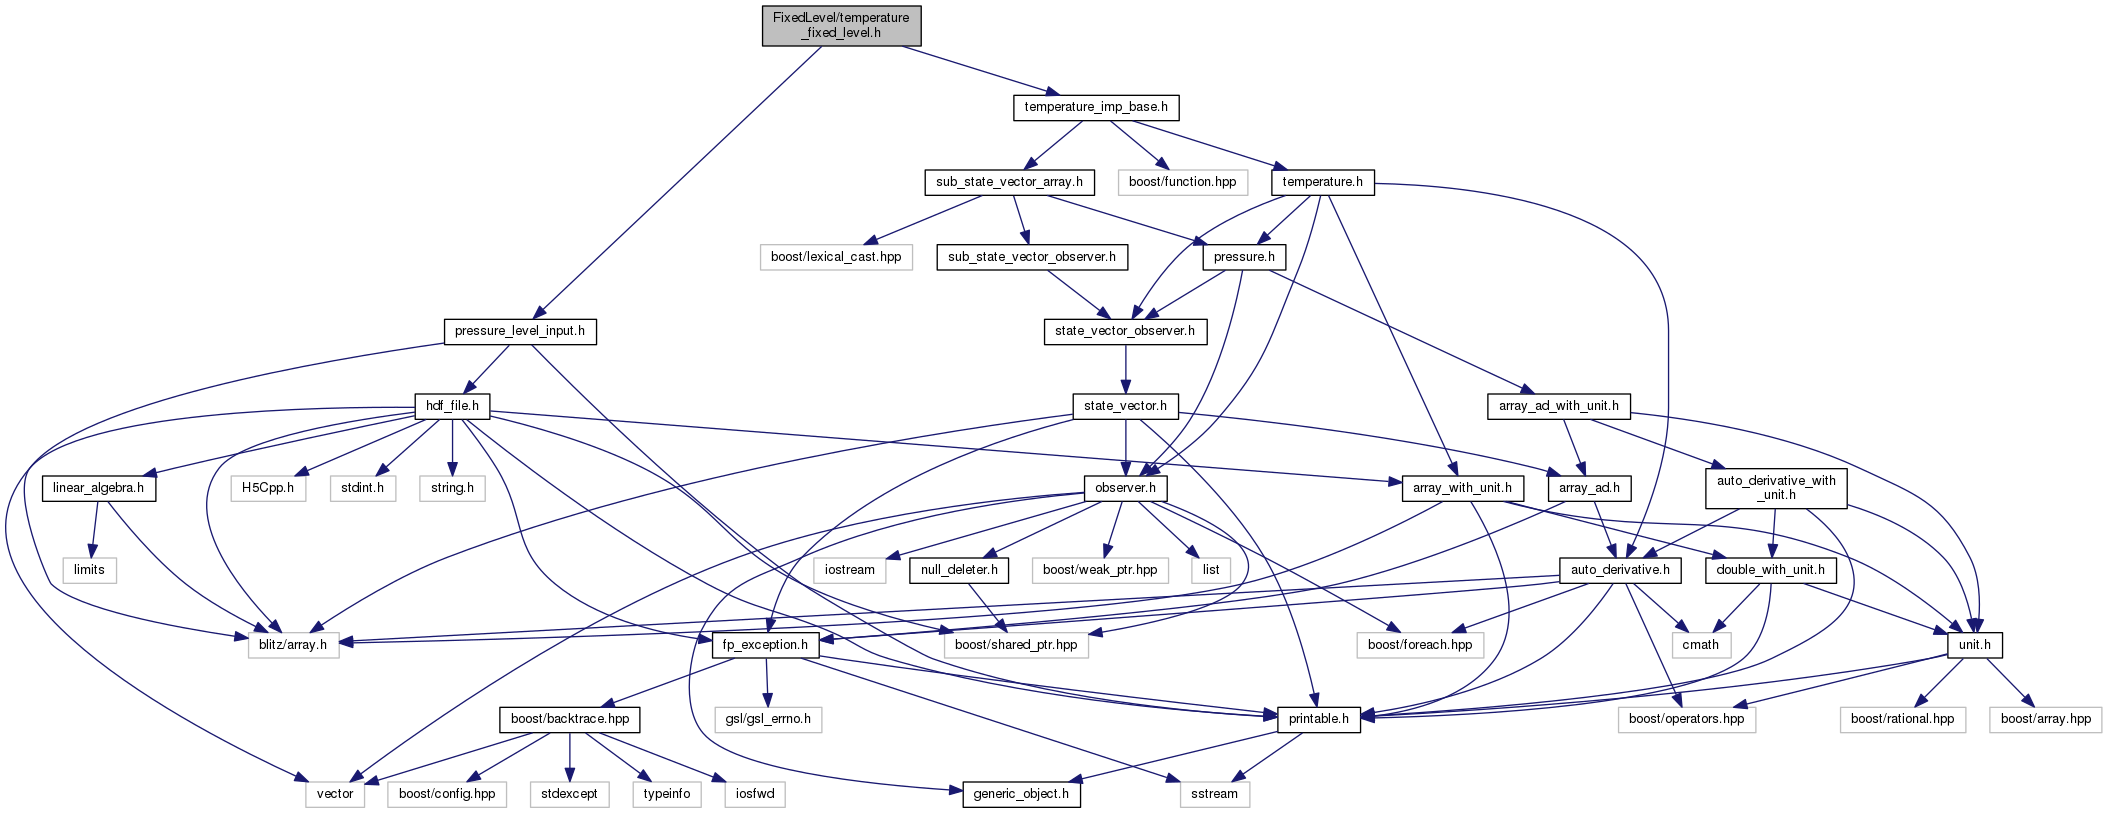 FixedLevel/temperature
_fixed_level.h
temperature_imp_base.h
sub_state_vector_array.h
boost/function.hpp
temperature.h
boost/lexical_cast.hpp
sub_state_vector_observer.h
pressure.h
pressure_level_input.h
state_vector_observer.h
hdf_file.h
state_vector.h
array_ad_with_unit.h
linear_algebra.h
H5Cpp.h
stdint.h
string.h
observer.h
array_with_unit.h
array_ad.h
auto_derivative_with
_unit.h
limits
iostream
null_deleter.h
boost/weak_ptr.hpp
list
auto_derivative.h
double_with_unit.h
blitz/array.h
fp_exception.h
boost/shared_ptr.hpp
boost/foreach.hpp
cmath
unit.h
boost/backtrace.hpp
gsl/gsl_errno.h
printable.h
boost/operators.hpp
boost/rational.hpp
boost/array.hpp
vector
boost/config.hpp
stdexcept
typeinfo
iosfwd
generic_object.h
sstream